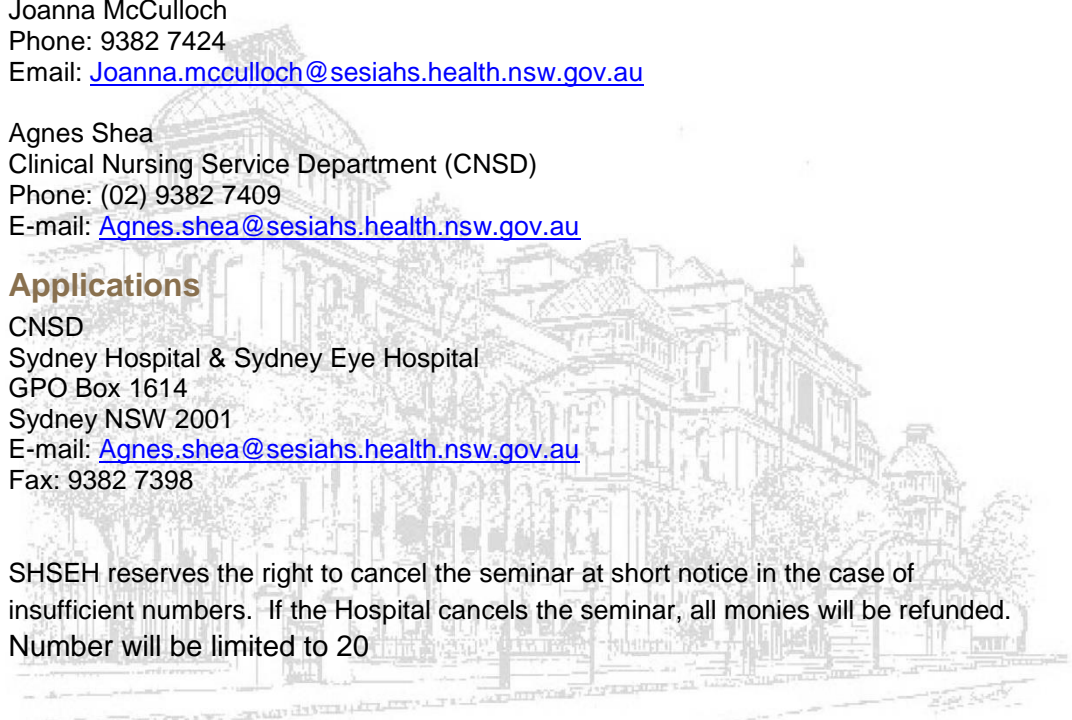 Joanna McCulloch
Phone: 9382 7424
Email: Joanna.mcculloch@sesiahs.health.nsw.gov.au
Agnes Shea
Clinical Nursing Service Department (CNSD)
Phone: (02) 9382 7409
E-mail: Agnes.shea@sesiahs.health.nsw.gov.au
Applications
CNSD
Sydney Hospital & Sydney Eye Hospital
GPO Box 1614
Sydney NSW 2001
E-mail: Agnes.shea@sesiahs.health.nsw.gov.au
Fax: 9382 7398
SHSEH reserves the right to cancel the seminar at short notice in the case of
insufficient numbers.  If the Hospital cancels the seminar, all monies will be refunded.
Number will be limited to 20